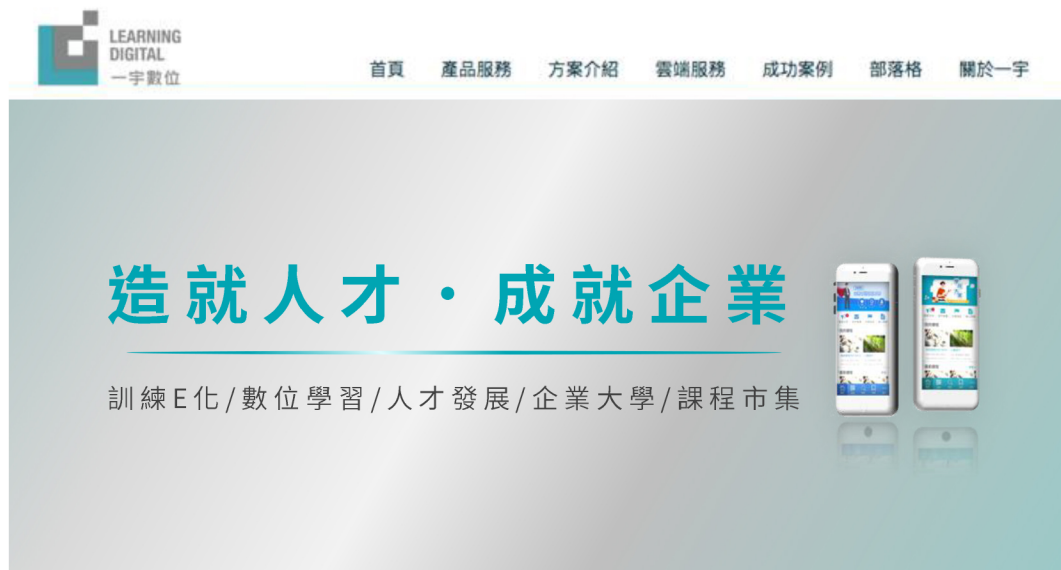 LEARNING
DIGITAL
一宇數位
首頁 產品服務 方案介紹 雲端服務 成功案例 部落格 關於一宇
造就人才・成就企業
訓練E化/數位學習/人才發展/企業大學/課程市集